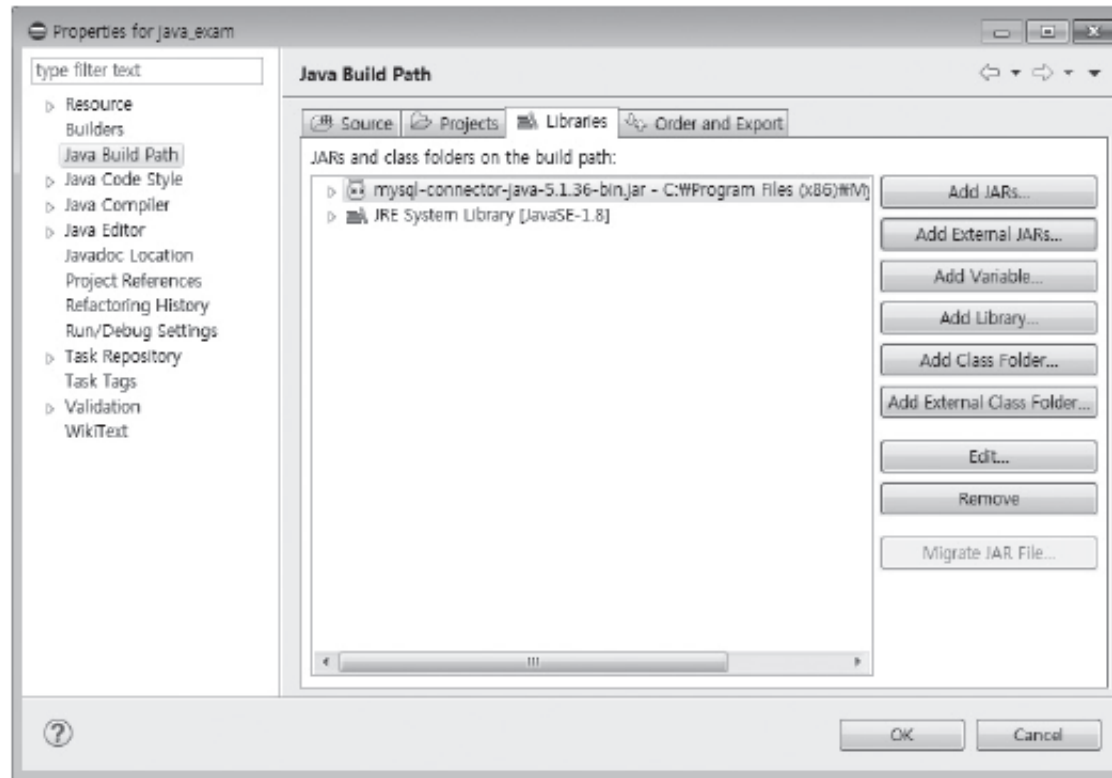 Properties for java_exam
type filter text
Resource
Builders
Java Build Path
Java Code Style
Java Compiler
Java Editor
Javadoc Location
Project References
Refactoring History
Run/Debug Settings
Task Repository
Task Tags
Validation
WikiText
Java Build Path
Source Projects Libraries Order and Export
JARs and class folders on the build path:
mysql-connector-java-5.1.36-bin.jar - C:₩Program Files (x86)₩My
JRE System Library [JavaSE-1.8]
Add JARs...
Add External JARs...
Add Variable...
Add Library...
Add Class Folder...
Add External Class Folder...
Edit...
Remove
Migrate JAR File...
OK Cancel